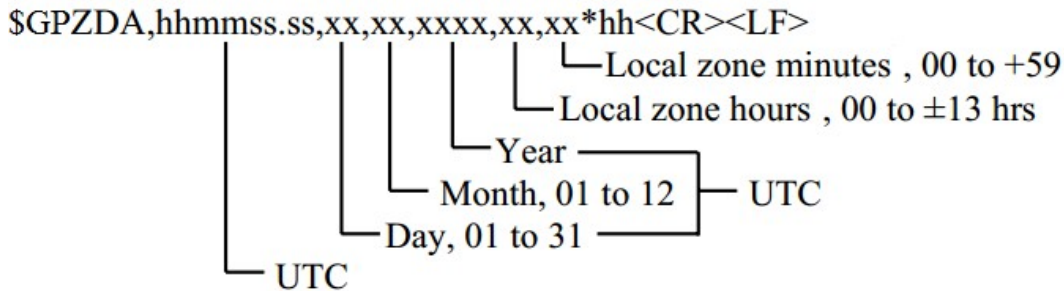 $GPZDA,hhmmss.ss,xx,xx,xxxx,xx,xx*hh<CR><LF>
Local zone minutes , 00 to +59
Local zone hours , 00 to ±13 hrs
Year
Month, 01 to 12
UTC
Day, 01 to 31
UTC